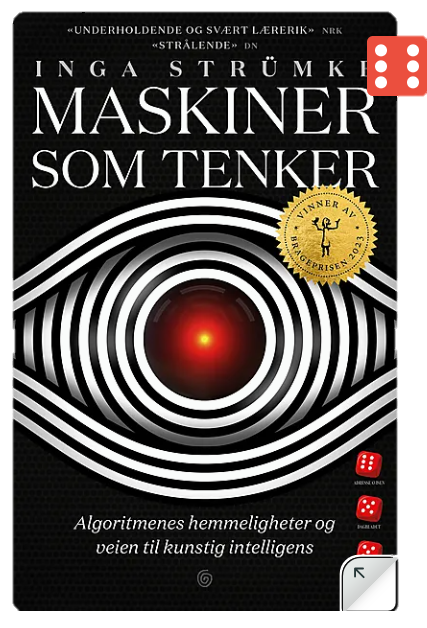 «UNDERHOLDENDE OG SVÆRT LÆRERIK» NRK
«STRÅLENDE» DN
INGA STRÜMKE
MASKINER
SOM TENKER
VINNER AV
BRAGEPRISEN 2023
DAGBLADET
Algoritmenes hemmeligheter og
veien til kunstig intelligens